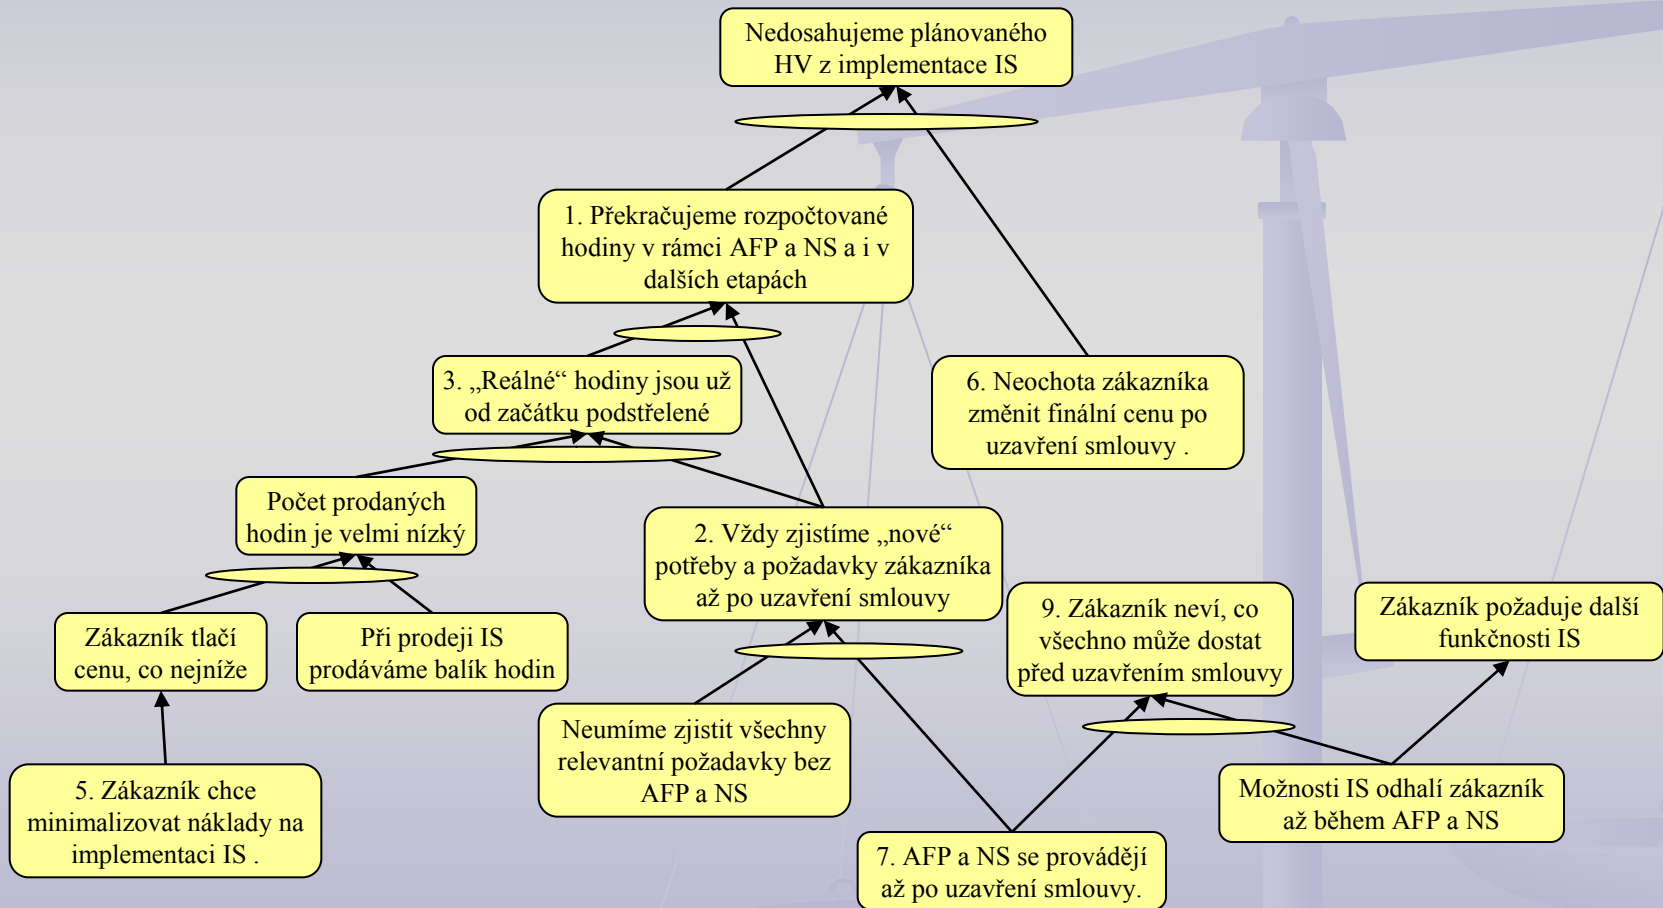 Nedosahujeme plánovaného
HV z implementace IS
1. Překračujeme rozpočtované
hodiny v rámci AFP a NS a i v
dalších etapách
3. „Reálné“ hodiny jsou už
od začátku podstřelené
6. Neochota zákazníka
změnit finální cenu po
uzavření smlouvy .
Počet prodaných
hodin je velmi nízký
2. Vždy zjistíme „nové“
potřeby a požadavky zákazníka
až po uzavření smlouvy
9. Zákazník neví, co
všechno může dostat
před uzavřením smlouvy
Zákazník požaduje další
funkčnosti IS
Zákazník tlačí
cenu, co nejníže
Při prodeji IS
prodáváme balík hodin
Neumíme zjistit všechny
relevantní požadavky bez
AFP a NS
5. Zákazník chce
minimalizovat náklady na
implementaci IS .
Možnosti IS odhalí zákazník
až během AFP a NS
7. AFP a NS se provádějí
až po uzavření smlouvy.